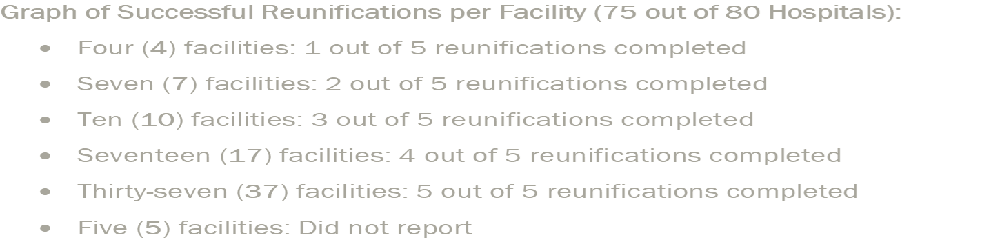 Graph of Successful Reunifications per Facility (75 out of 80 Hospitals):
• Four (4) facilities: 1 out of 5 reunifications completed
• Seven (7) facilities: 2 out of 5 reunifications completed
• Ten (10) facilities: 3 out of 5 reunifications completed
• Seventeen (17) facilities: 4 out of 5 reunifications completed
• Thirty-seven (37) facilities: 5 out of 5 reunifications completed
• Five (5) facilities: Did not report